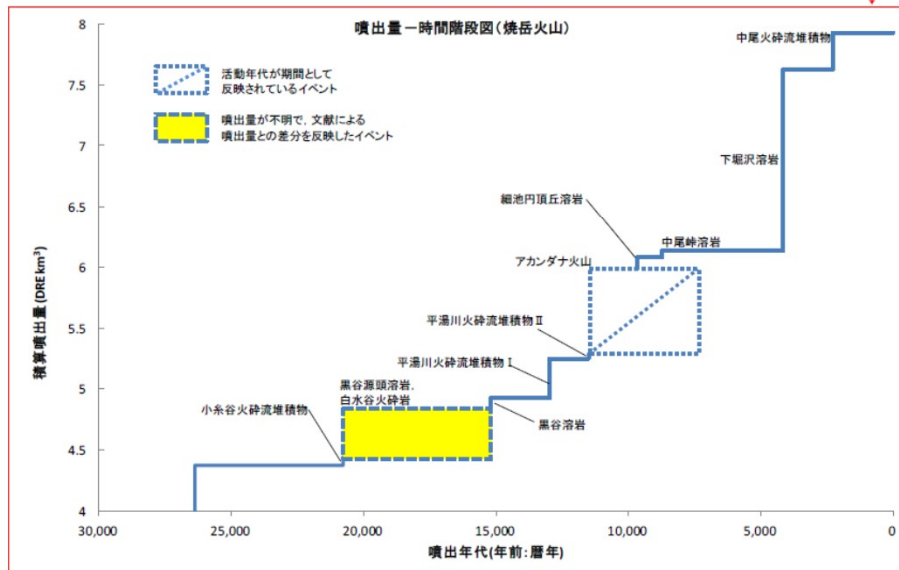 噴出量－時間階段図(焼岳火山)
活動年代が期間として
反映されているイベント
噴出量が不明で，文献による
噴出量との差分を反映したイベント
中尾火砕流堆積物
下堀沢溶岩
細池円頂丘溶岩
中尾峠溶岩
アカンダナ火山
平湯川火砕流堆積物Ⅱ
平湯川火砕流堆積物Ⅰ
黒谷源頭溶岩，
白水谷火砕岩
小糸谷火砕流堆積物
黒谷溶岩
積算噴出量(DRE km³)
8
7.5
7
6.5
6
5.5
5
4.5
4
30,000
25,000
20,000
15,000
10,000
5,000
0
噴出年代(年前:暦年)